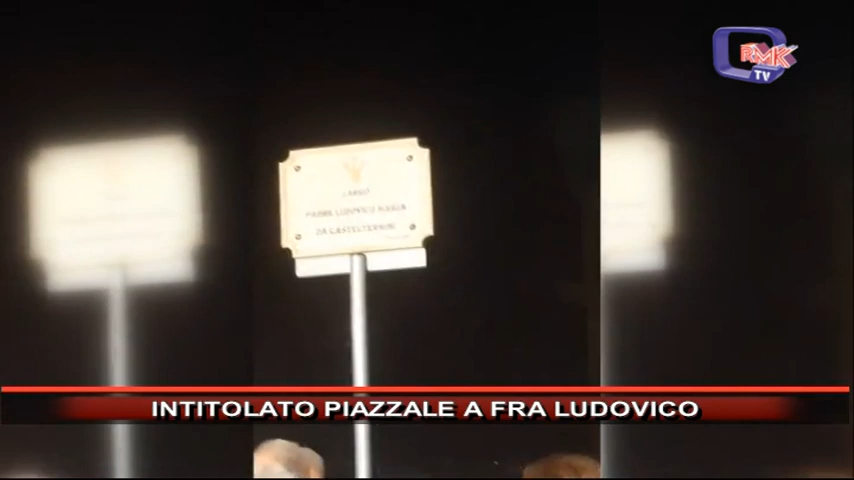 RMK
TV
LARGO
PADRE LUDOVICO MARIA
DA CASTELTERMINI
INTITOLATO PIAZZALE A FRA LUDOVICO